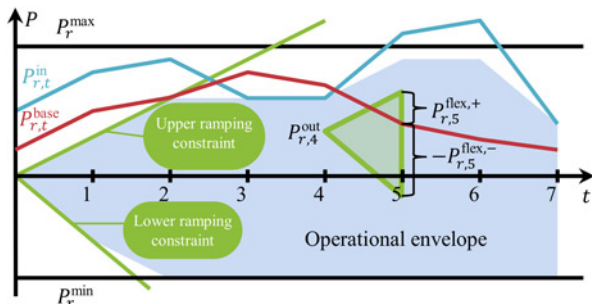 P
P_r^max
P_{r,t}^in
P_{r,t}^base
Upper ramping
constraint
P_{r,4}^out
P_{r,5}^{flex,+}
−P_{r,5}^{flex,−}
1 2 3 4 5 6 7 t
Lower ramping
constraint
Operational envelope
P_r^min